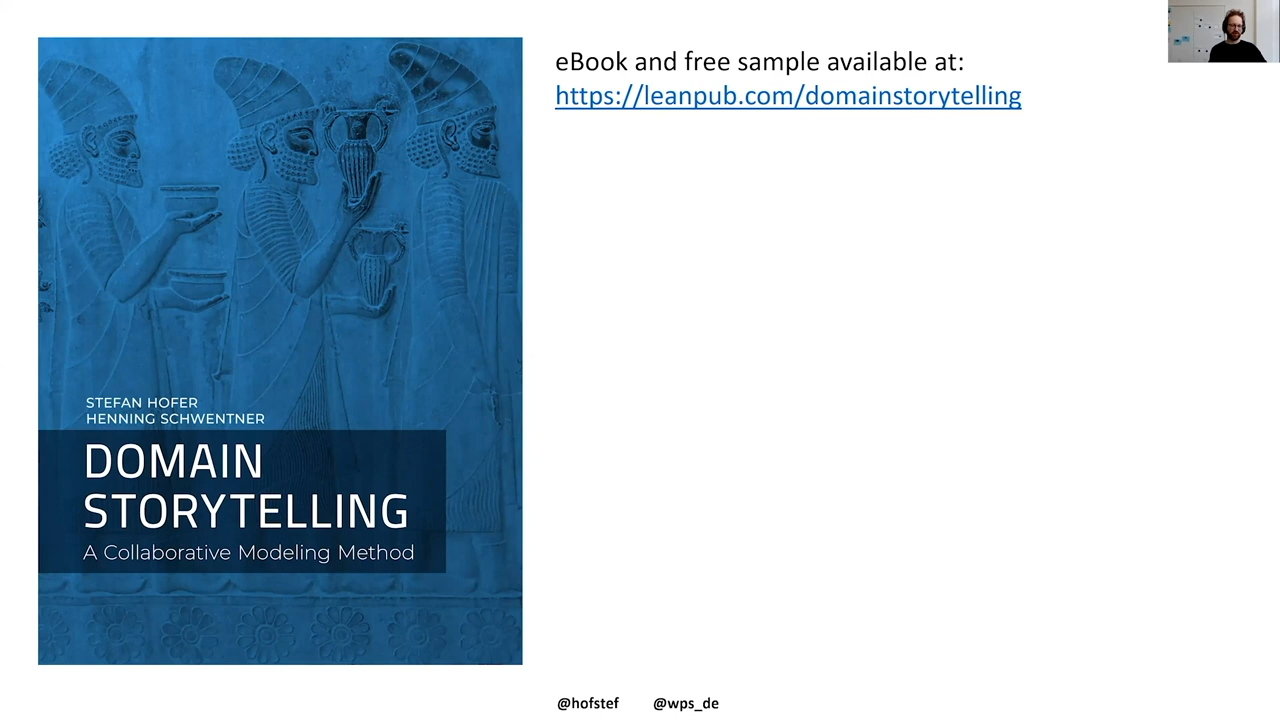 eBook and free sample available at:
https://leanpub.com/domainstorytelling
STEFAN HOFER
HENNING SCHWENTNER
DOMAIN
STORYTELLING
A Collaborative Modeling Method
@hofstef @wps_de